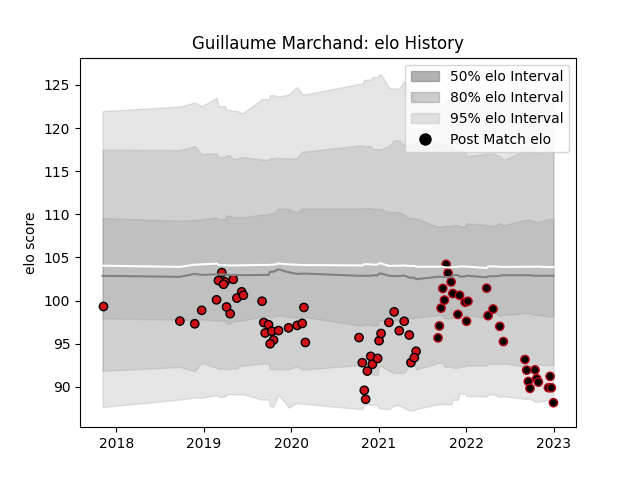 Guillaume Marchand: elo History
50% elo Interval
80% elo Interval
95% elo Interval
Post Match elo
elo score
125
120
115
110
105
100
95
90
2018 2019 2020 2021 2022 2023